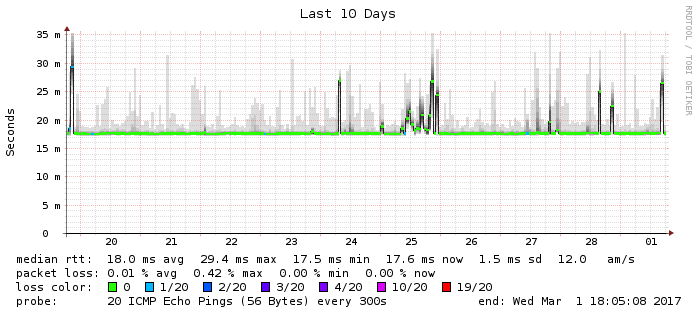 Last 10 Days
RRDTOOL / TOBI OETIKER
Seconds
35 m
30 m
25 m
20 m
15 m
10 m
5 m
0
20 21 22 23 24 25 26 27 28 01
median rtt: 18.0 ms avg 29.4 ms max 17.5 ms min 17.6 ms now 1.5 ms sd 12.0 am/s
packet loss: 0.01 % avg 0.42 % max 0.00 % min 0.00 % now
loss color: 0 1/20 2/20 3/20 4/20 10/20 19/20
probe: 20 ICMP Echo Pings (56 Bytes) every 300s end: Wed Mar 1 18:05:08 2017